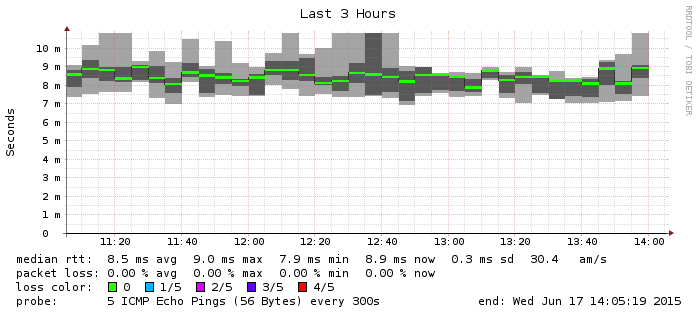 Last 3 Hours
RRDTOOL / TOBI OETIKER
Seconds
10 m
9 m
8 m
7 m
6 m
5 m
4 m
3 m
2 m
1 m
0
11:20 11:40 12:00 12:20 12:40 13:00 13:20 13:40 14:00
median rtt: 8.5 ms avg 9.0 ms max 7.9 ms min 8.9 ms now 0.3 ms sd 30.4 am/s
packet loss: 0.00 % avg 0.00 % max 0.00 % min 0.00 % now
loss color: 0 1/5 2/5 3/5 4/5
probe: 5 ICMP Echo Pings (56 Bytes) every 300s end: Wed Jun 17 14:05:19 2015